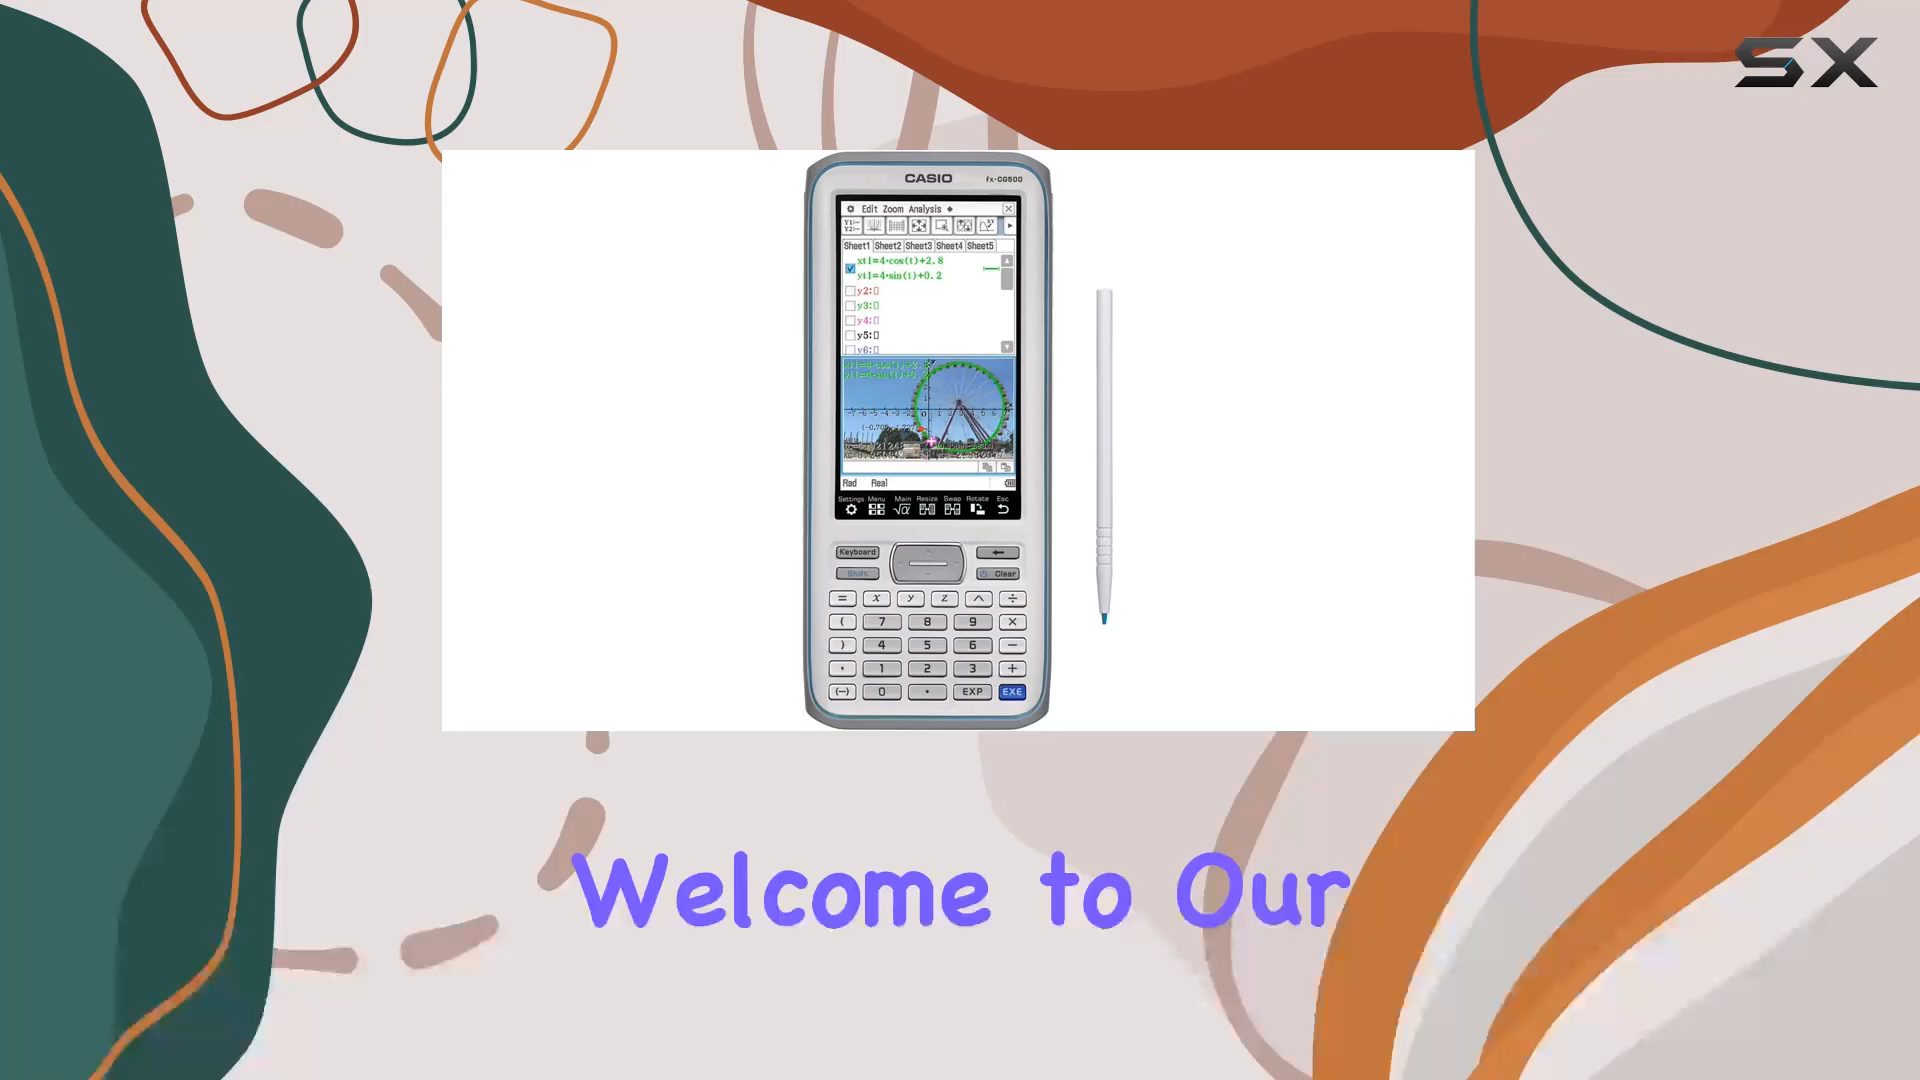 SX
CASIO
fx-CG500
Edit Zoom Analysis
Sheet1 Sheet2 Sheet3 Sheet4 Sheet5
xt1=4·cos(t)+2.8
yt1=4·sin(t)+0.2
y2:
y3:
y4:
y5:
y6:
Rad Real
Settings Menu Main Resize Swap Rotate Esc
Keyboard
Shift Clear
= x y z ^ ÷
( 7 8 9 ×
) 4 5 6 −
, 1 2 3 +
(−) 0 . EXP EXE
Welcome to Our